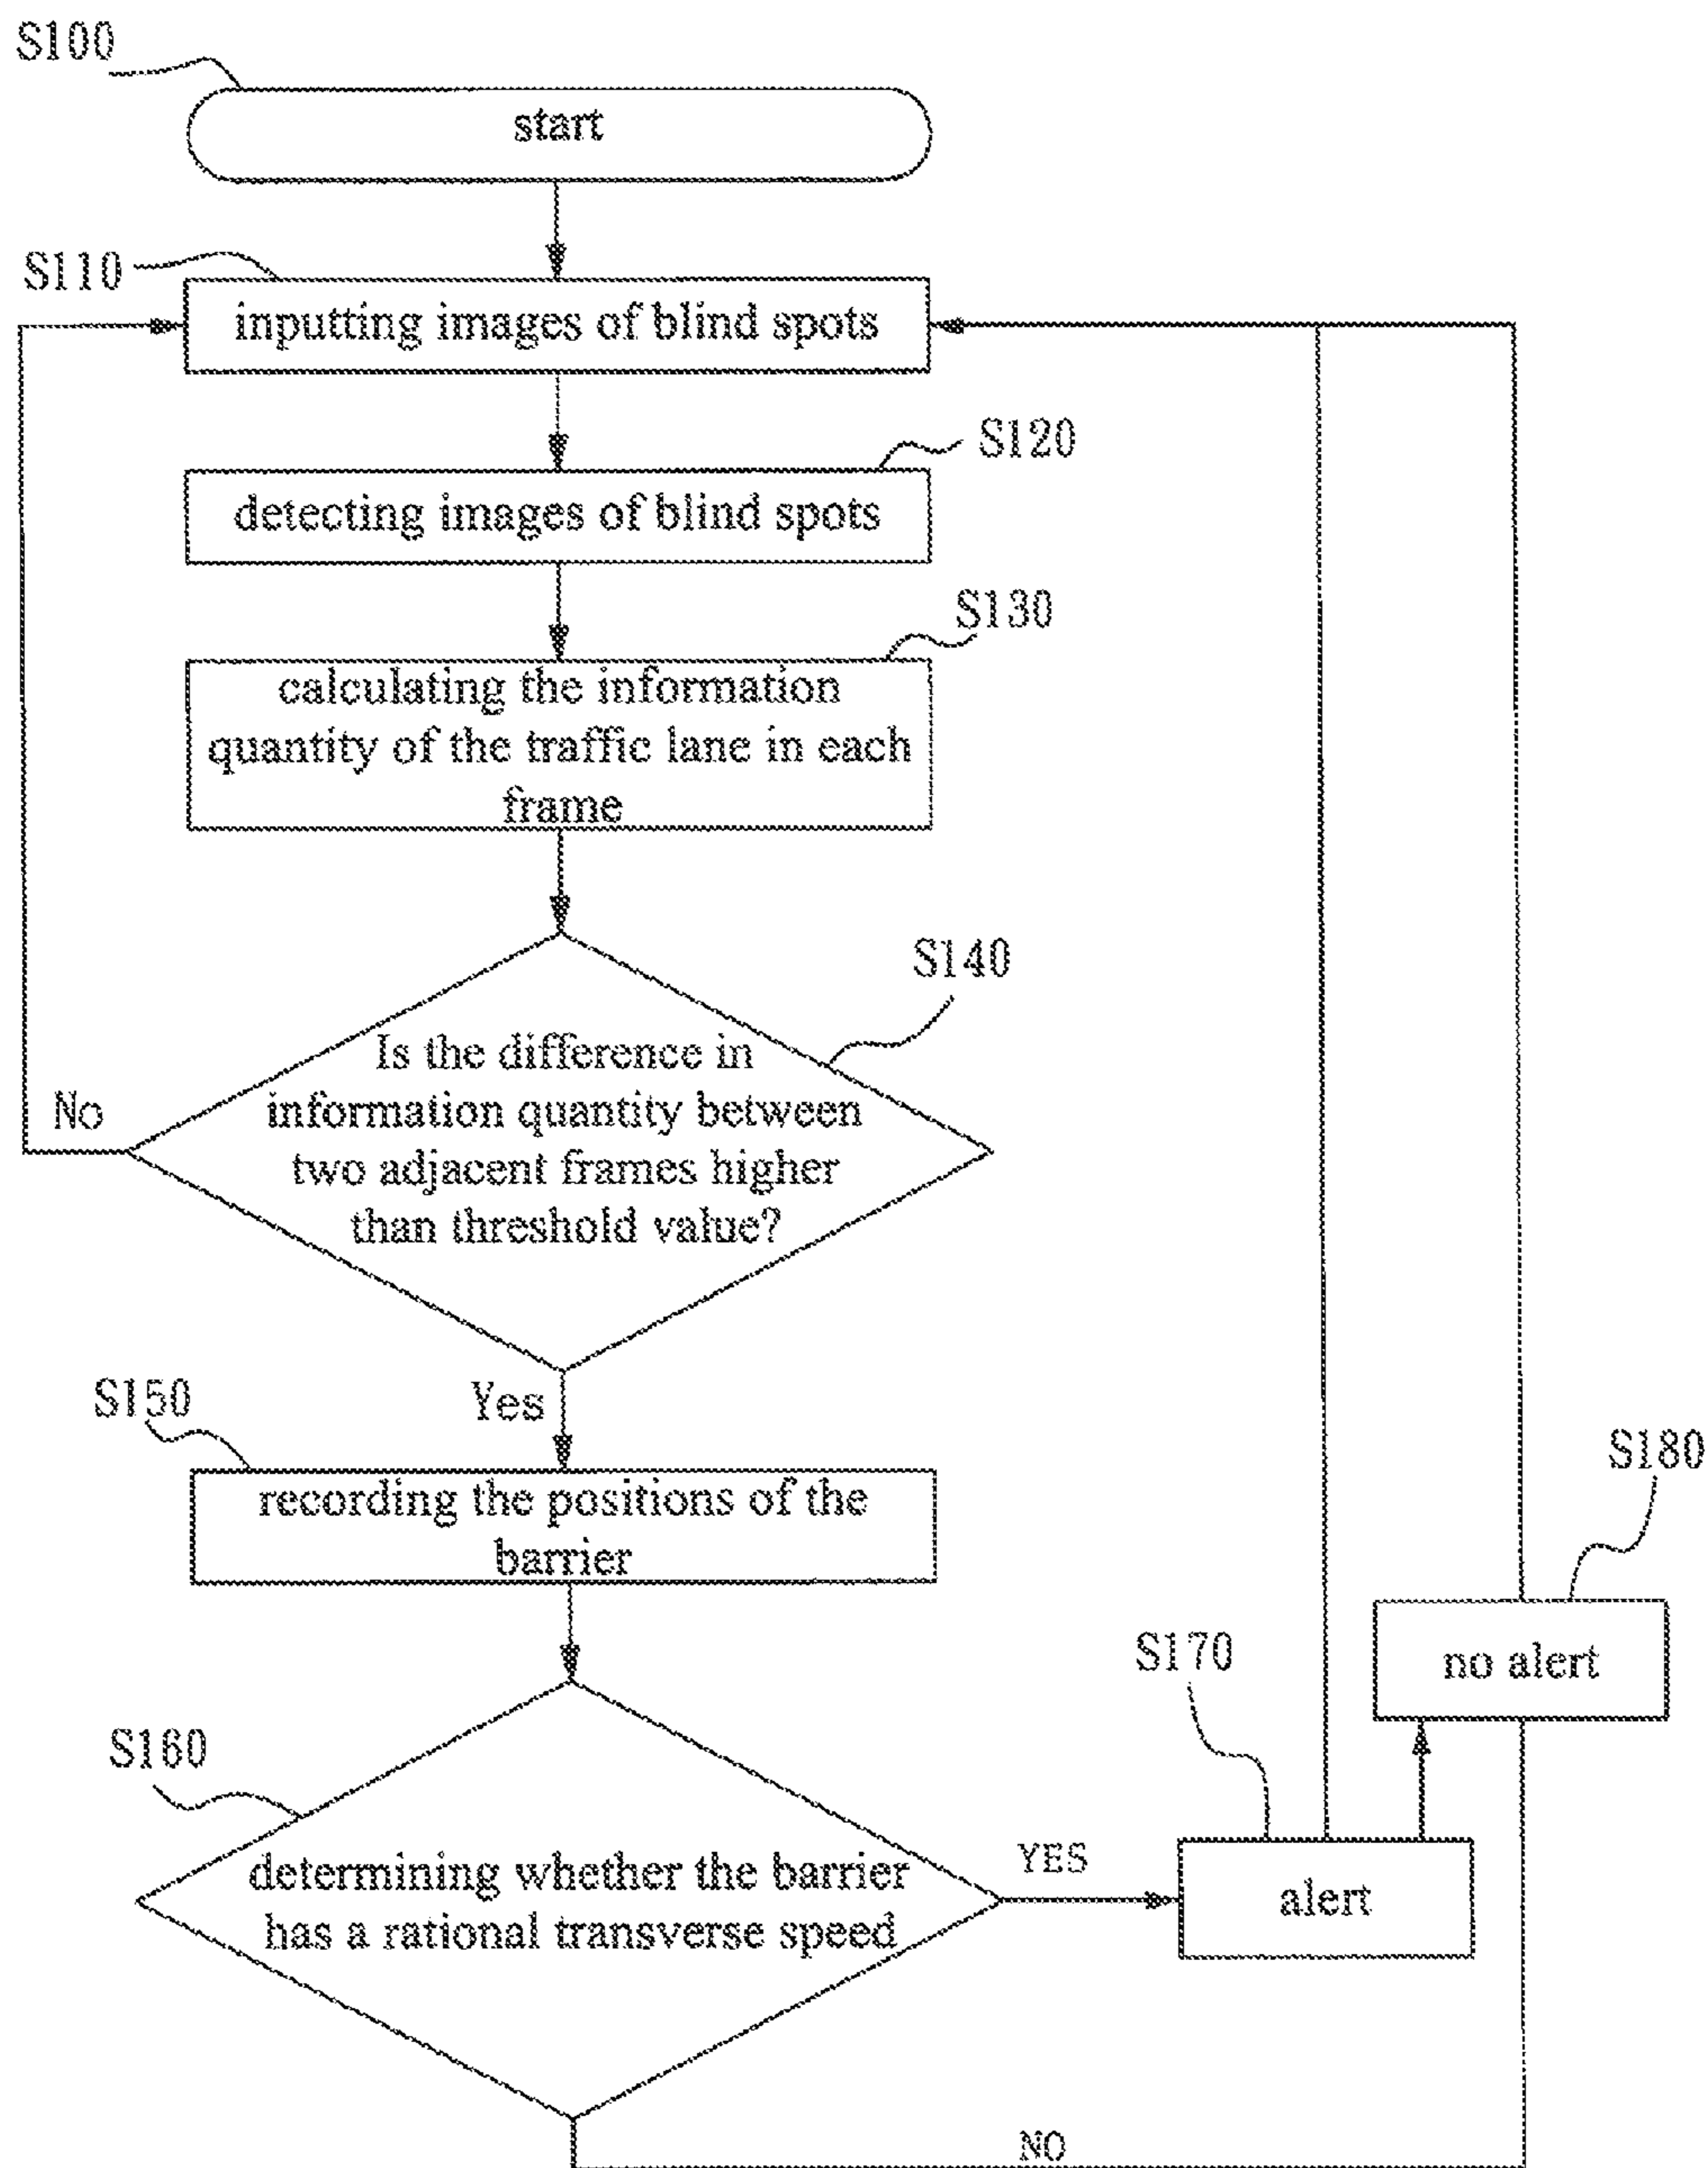 S100
start
S110
inputting images of blind spots
S120
detecting images of blind spots
S130
calculating the information
quantity of the traffic lane in each
frame
S140
Is the difference in
information quantity between
two adjacent frames higher
than threshold value?
No
Yes
S150
recording the positions of the
barrier
S180
no alert
S170
S160
determining whether the barrier
has a rational transverse speed
YES
alert
NO